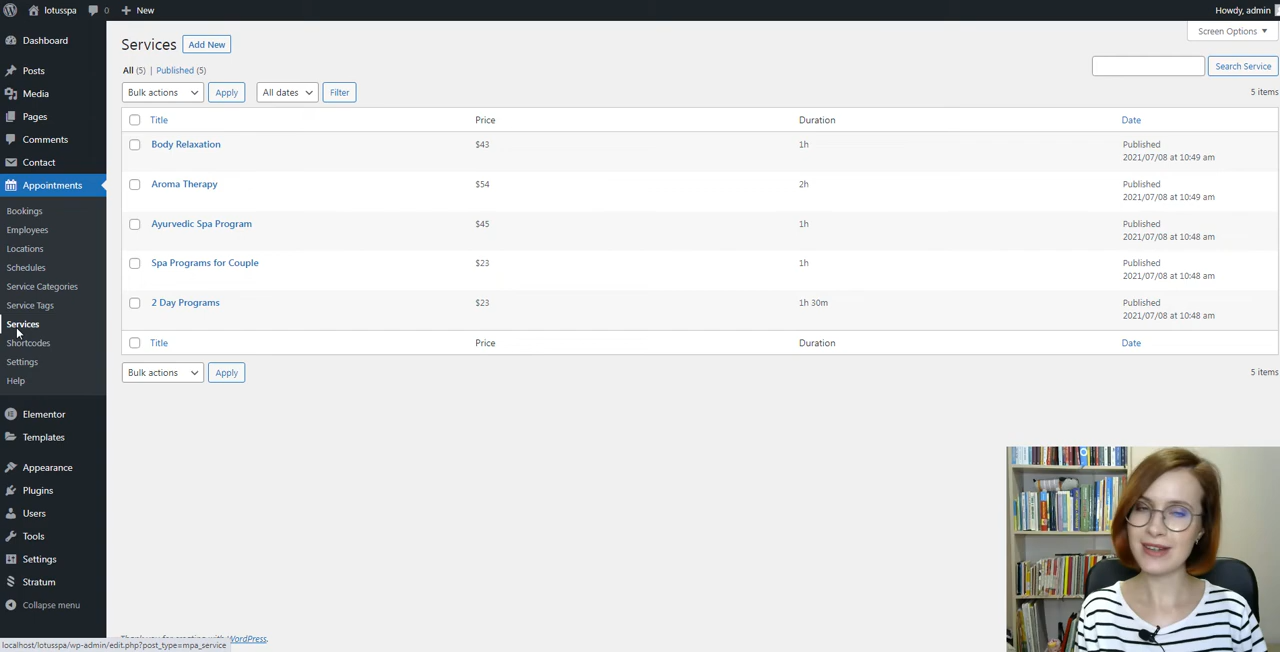 lotusspa 0 New Howdy, admin
Screen Options
Dashboard
Posts
Media
Pages
Comments
Contact
Appointments
Bookings
Employees
Locations
Schedules
Service Categories
Service Tags
Services
Shortcodes
Settings
Help
Elementor
Templates
Appearance
Plugins
Users
Tools
Settings
Stratum
Collapse menu
Services Add New
All (5) | Published (5)
Search Service
Bulk actions Apply All dates Filter 5 items
Title Price Duration Date
Body Relaxation $43 1h Published
2021/07/08 at 10:49 am
Aroma Therapy $54 2h Published
2021/07/08 at 10:49 am
Ayurvedic Spa Program $45 1h Published
2021/07/08 at 10:48 am
Spa Programs for Couple $23 1h Published
2021/07/08 at 10:48 am
2 Day Programs $23 1h 30m Published
2021/07/08 at 10:48 am
Title Price Duration Date
Bulk actions Apply 5 items
Thank you for creating with WordPress.
localhost/lotusspa/wp-admin/edit.php?post_type=mpa_service